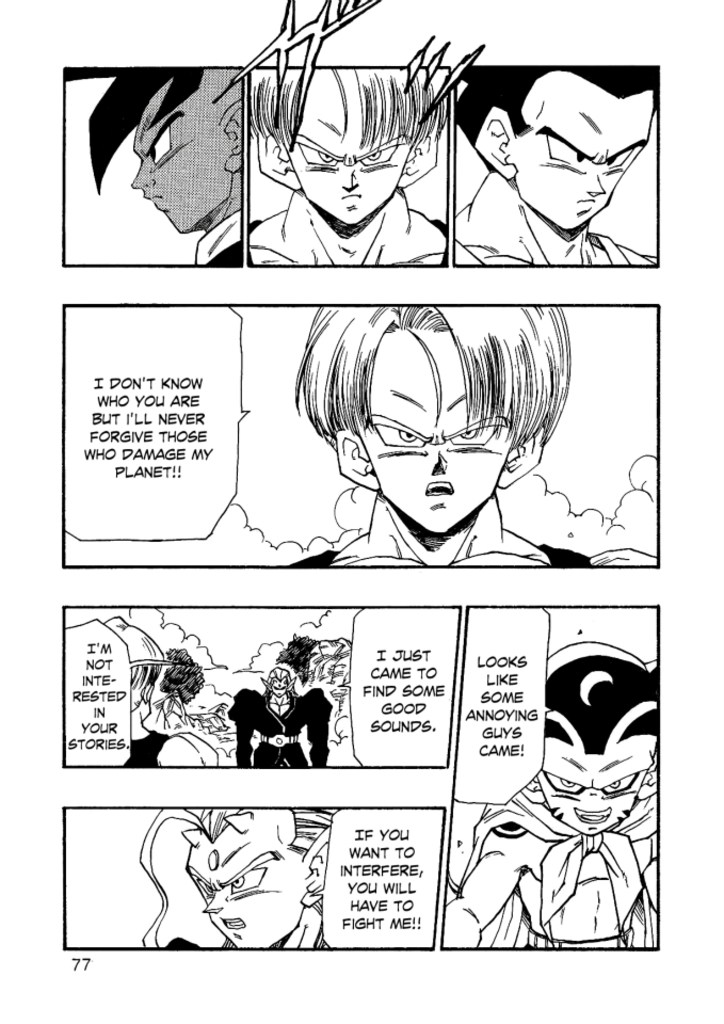 I DON'T KNOW
WHO YOU ARE
BUT I'LL NEVER
FORGIVE THOSE
WHO DAMAGE MY
PLANET!!
LOOKS
LIKE
SOME
ANNOYING
GUYS
CAME!
I JUST
CAME TO
FIND SOME
GOOD
SOUNDS.
I'M
NOT
INTE-
RESTED
IN
YOUR
STORIES.
IF YOU
WANT TO
INTERFERE,
YOU WILL
HAVE TO
FIGHT ME!!
77